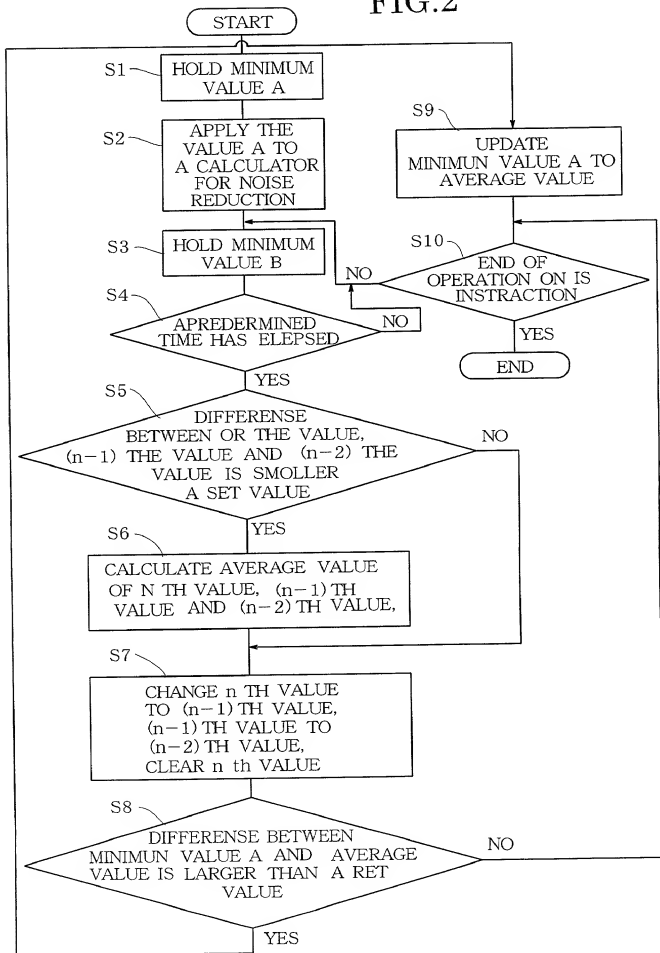 FIG.2
START
S1
HOLD MINIMUM
VALUE A
S2
APPLY THE
VALUE A TO
A CALCULATOR
FOR NOISE
REDUCTION
S3
HOLD MINIMUM
VALUE B
S4
APREDERMINED
TIME HAS ELEPSED
NO
YES
S5
DIFFERENSE
BETWEEN OR THE VALUE,
(n-1) THE VALUE AND (n-2) THE
VALUE IS SMOLLER
A SET VALUE
NO
YES
S6
CALCULATE AVERAGE VALUE
OF N TH VALUE, (n-1)TH
VALUE AND (n-2)TH VALUE,
S7
CHANGE n TH VALUE
TO (n-1)TH VALUE,
(n-1)TH VALUE TO
(n-2)TH VALUE,
CLEAR n th VALUE
S8
DIFFERENSE BETWEEN
MINIMUN VALUE A AND AVERAGE
VALUE IS LARGER THAN A RET
VALUE
NO
YES
S9
UPDATE
MINIMUN VALUE A TO
AVERAGE VALUE
S10
END OF
OPERATION ON IS
INSTRACTION
NO
YES
END